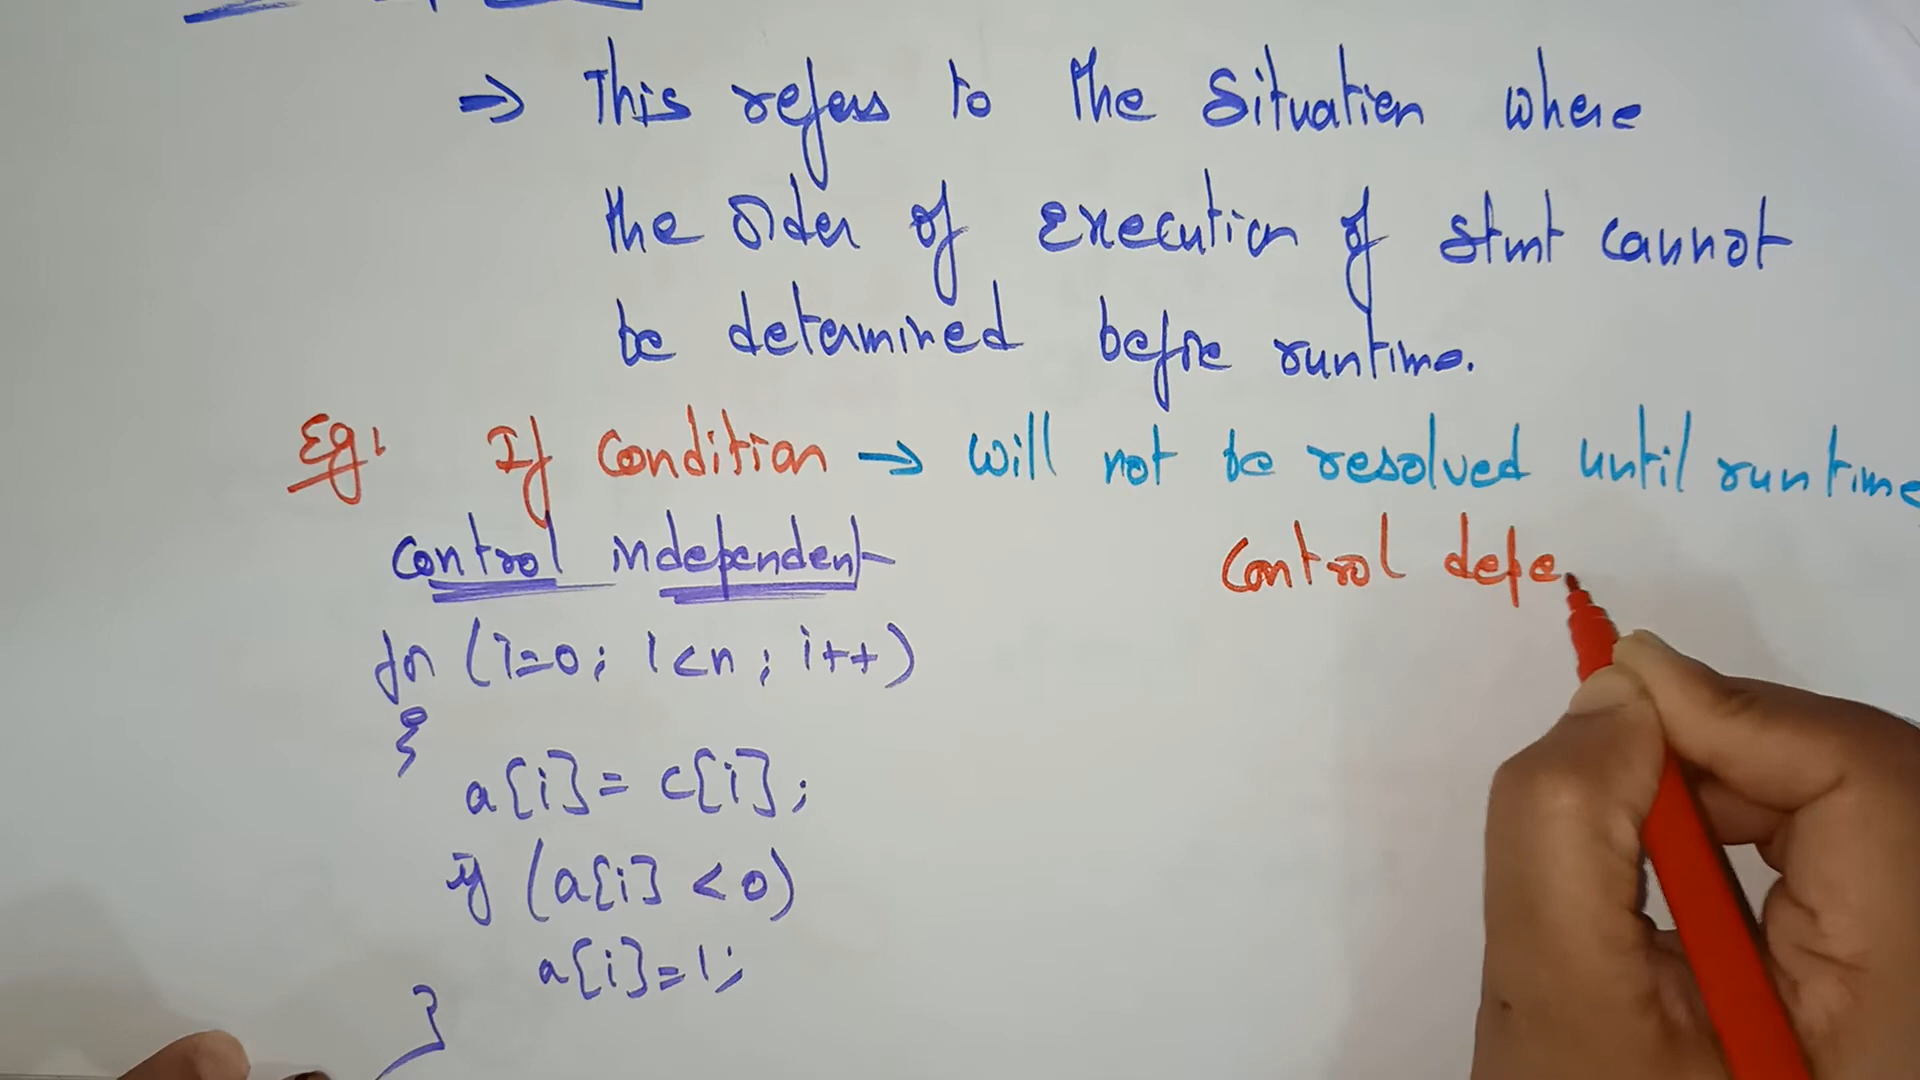 ⇒ This refers to the Situation where
the order of Execution of stmt cannot
be determined before runtime.
Eg: If Condition → will not be resolved until runtime
Control independent
Control depe
for (i=0; i<n; i++)
{
a[i]= c[i];
if (a[i] < 0)
a[i]=1;
}